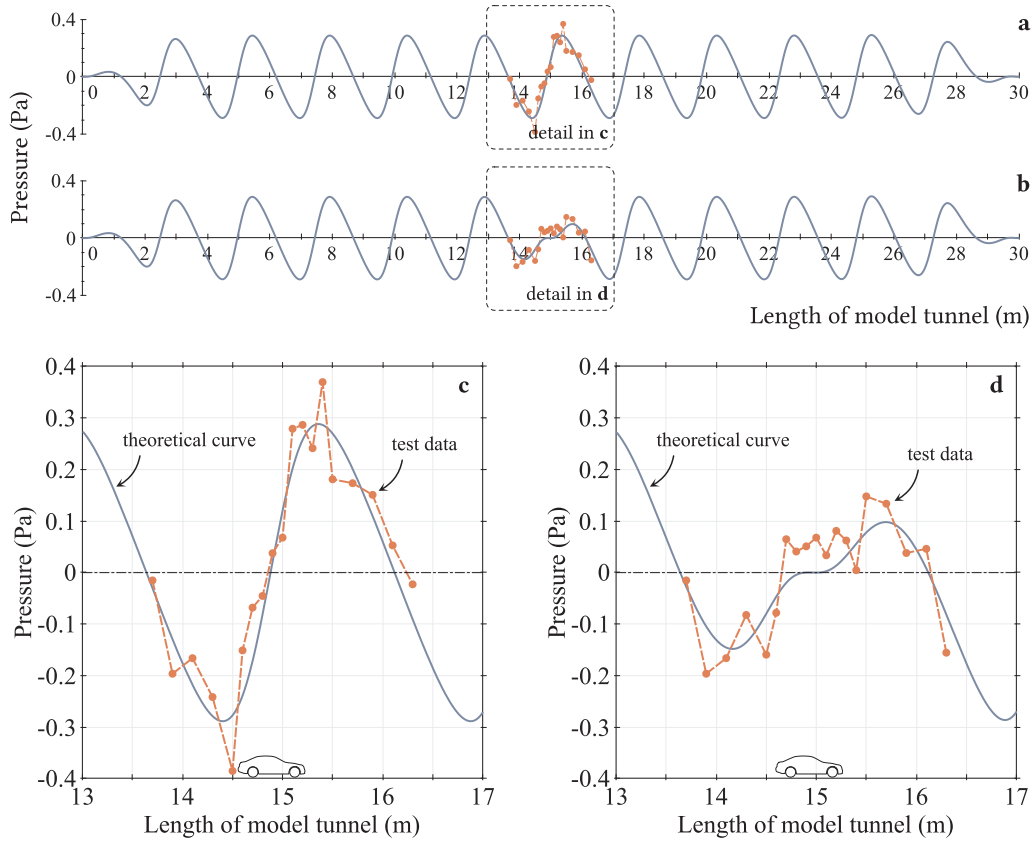 a
0.4
0
-0.4
0 2 4 6 8 10 12 14 16 18 20 22 24 26 28 30
detail in c
Pressure (Pa)
b
0.4
0
-0.4
0 2 4 6 8 10 12 14 16 18 20 22 24 26 28 30
detail in d
Length of model tunnel (m)
c
0.4
0.3
0.2
0.1
0
-0.1
-0.2
-0.3
-0.4
theoretical curve
test data
Pressure (Pa)
13 14 15 16 17
Length of model tunnel (m)
d
0.4
0.3
0.2
0.1
0
-0.1
-0.2
-0.3
-0.4
theoretical curve
test data
Pressure (Pa)
13 14 15 16 17
Length of model tunnel (m)